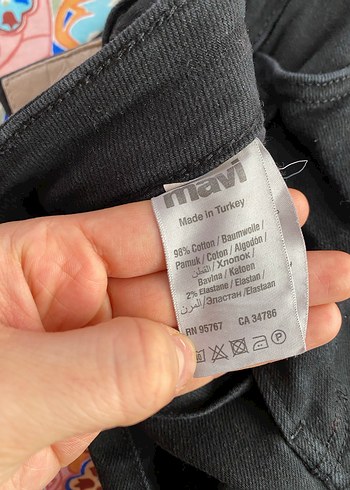 mavi
Made in Turkey
98% Cotton / Baumwolle /
Pamuk / Coton / Algodón /
القطن / Хлопок /
Bavlna / Katoen
2% Elastane / Elastan /
/ Эластан / Elastaan
RN 95767 CA 34786
P